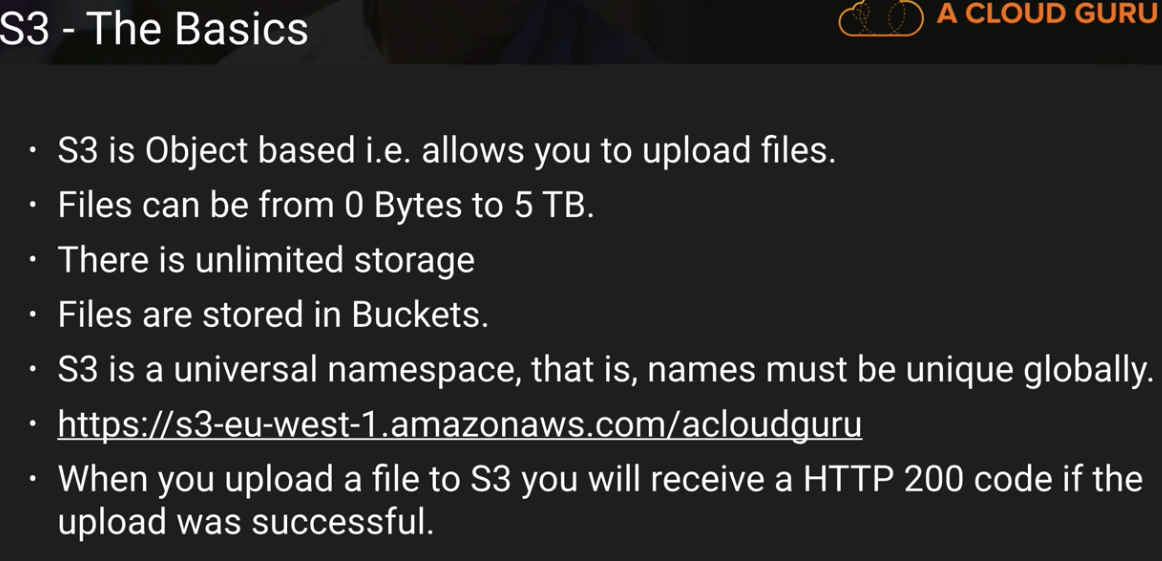 S3 - The Basics
A CLOUD GURU
· S3 is Object based i.e. allows you to upload files.
· Files can be from 0 Bytes to 5 TB.
· There is unlimited storage
· Files are stored in Buckets.
· S3 is a universal namespace, that is, names must be unique globally.
· https://s3-eu-west-1.amazonaws.com/acloudguru
· When you upload a file to S3 you will receive a HTTP 200 code if the
upload was successful.